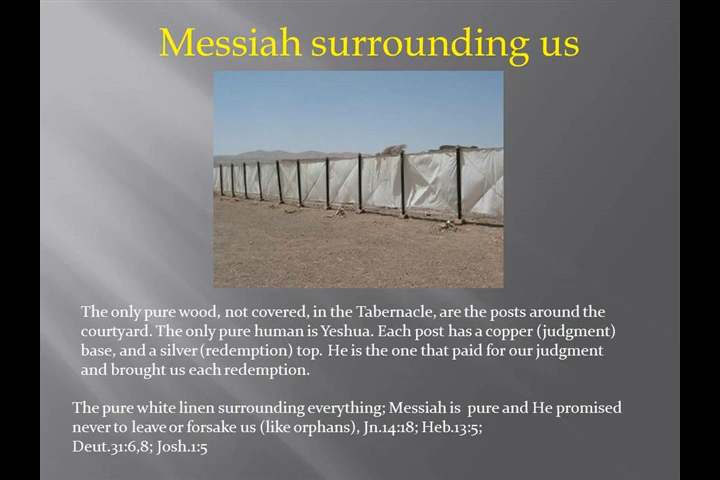 Messiah surrounding us
The only pure wood, not covered, in the Tabernacle, are the posts around the
courtyard. The only pure human is Yeshua. Each post has a copper (judgment)
base, and a silver (redemption) top. He is the one that paid for our judgment
and brought us each redemption.
The pure white linen surrounding everything; Messiah is pure and He promised
never to leave or forsake us (like orphans), Jn.14:18; Heb.13:5;
Deut.31:6,8; Josh.1:5